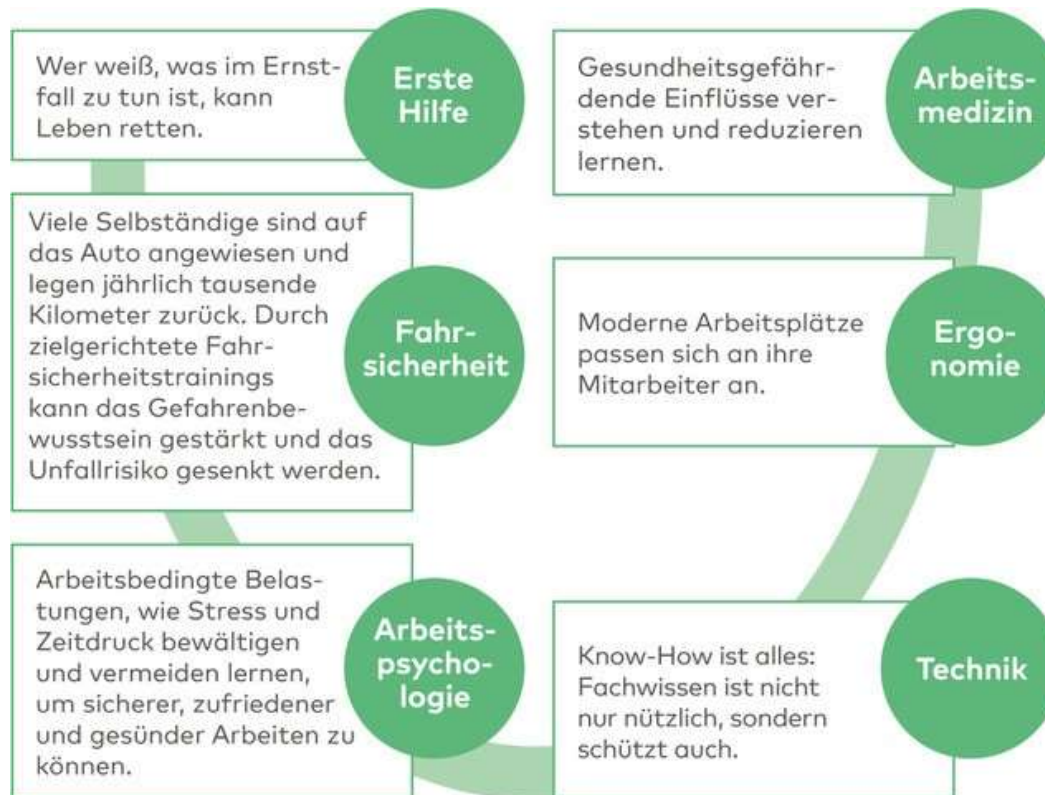 Wer weiß, was im Ernst-
fall zu tun ist, kann
Leben retten.
Erste
Hilfe
Gesundheitsgefähr-
dende Einflüsse ver-
stehen und reduzieren
lernen.
Arbeits-
medizin
Viele Selbständige sind auf
das Auto angewiesen und
legen jährlich tausende
Kilometer zurück. Durch
zielgerichtete Fahr-
sicherheitstrainings
kann das Gefahrenbe-
wusstsein gestärkt und das
Unfallrisiko gesenkt werden.
Fahr-
sicherheit
Moderne Arbeitsplätze
passen sich an ihre
Mitarbeiter an.
Ergo-
nomie
Arbeitsbedingte Belas-
tungen, wie Stress und
Zeitdruck bewältigen
und vermeiden lernen,
um sicherer, zufriedener
und gesünder Arbeiten zu
können.
Arbeits-
psycho-
logie
Know-How ist alles:
Fachwissen ist nicht
nur nützlich, sondern
schützt auch.
Technik